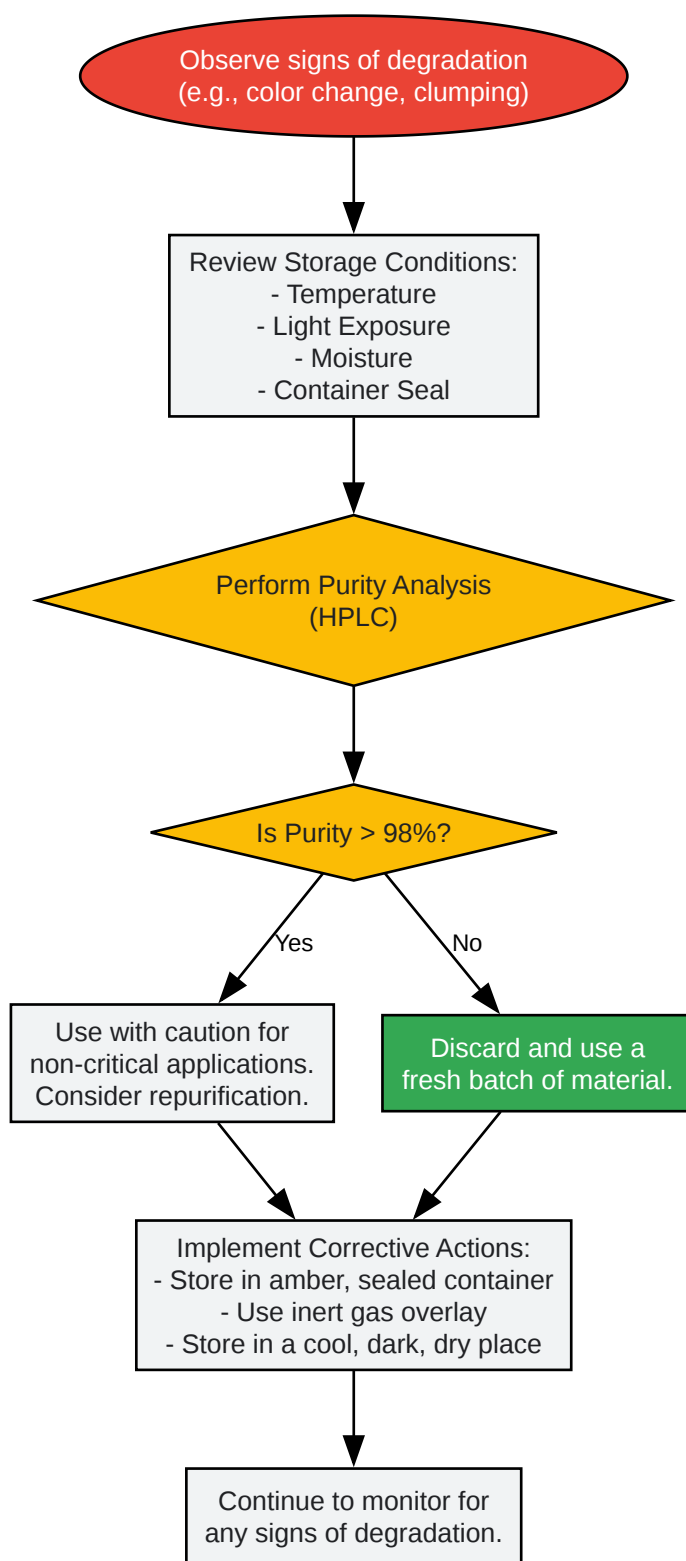 Observe signs of degradation
(e.g., color change, clumping)
Review Storage Conditions:
- Temperature
- Light Exposure
- Moisture
- Container Seal
Perform Purity Analysis
(HPLC)
Is Purity > 98%?
Yes
No
Use with caution for
non-critical applications.
Consider repurification.
Discard and use a
fresh batch of material.
Implement Corrective Actions:
- Store in amber, sealed container
- Use inert gas overlay
- Store in a cool, dark, dry place
Continue to monitor for
any signs of degradation.